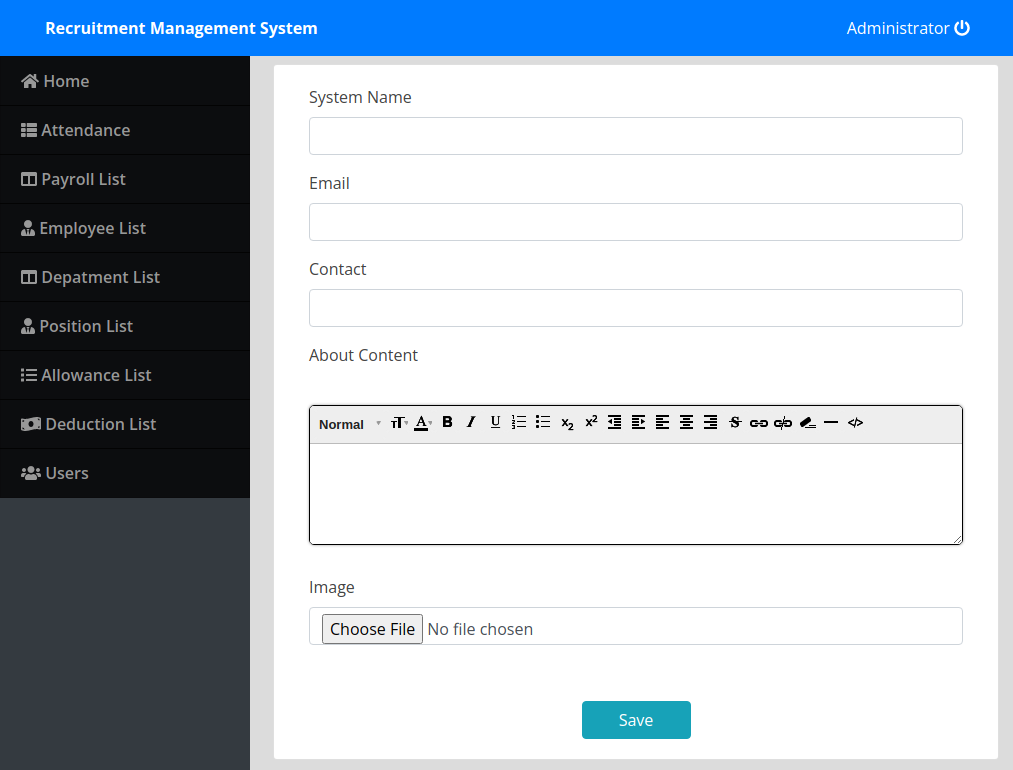 Recruitment Management System
Administrator
Home
Attendance
Payroll List
Employee List
Depatment List
Position List
Allowance List
Deduction List
Users
System Name
Email
Contact
About Content
Normal
Image
Choose File No file chosen
Save